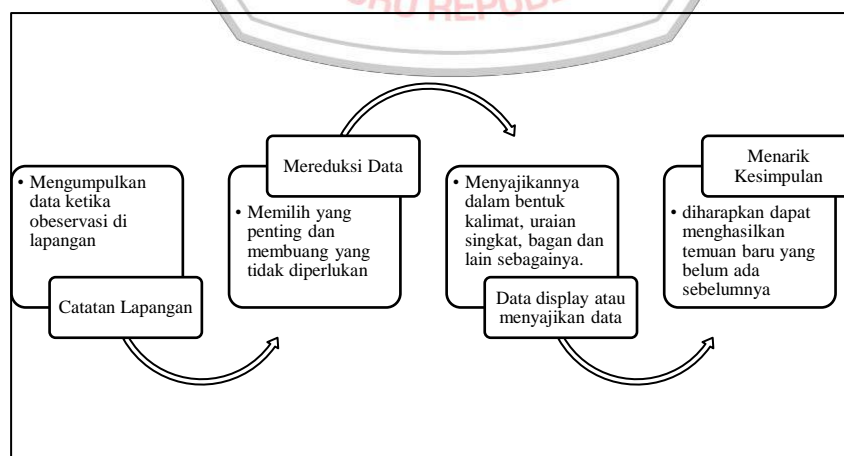 RU REPUB
Mereduksi Data
Menarik
Kesimpulan
• Mengumpulkan
data ketika
obeservasi di
lapangan
• Memilih yang
penting dan
membuang yang
tidak diperlukan
• Menyajikannya
dalam bentuk
kalimat, uraian
singkat, bagan dan
lain sebagainya.
• diharapkan dapat
menghasilkan
temuan baru yang
belum ada
sebelumnya
Catatan Lapangan
Data display atau
menyajikan data